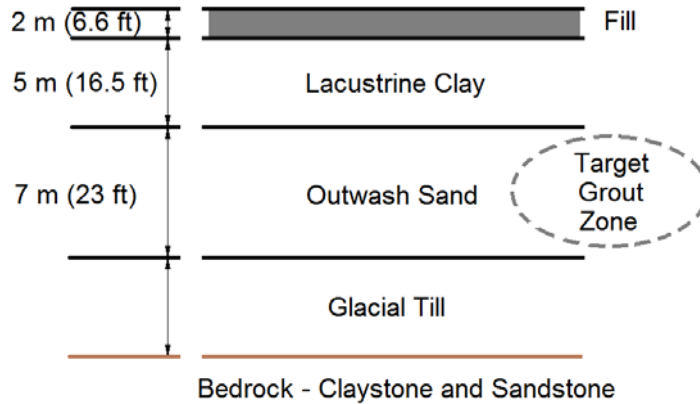 2 m (6.6 ft)
Fill
5 m (16.5 ft)
Lacustrine Clay
7 m (23 ft)
Outwash Sand
Target
Grout
Zone
Glacial Till
Bedrock - Claystone and Sandstone